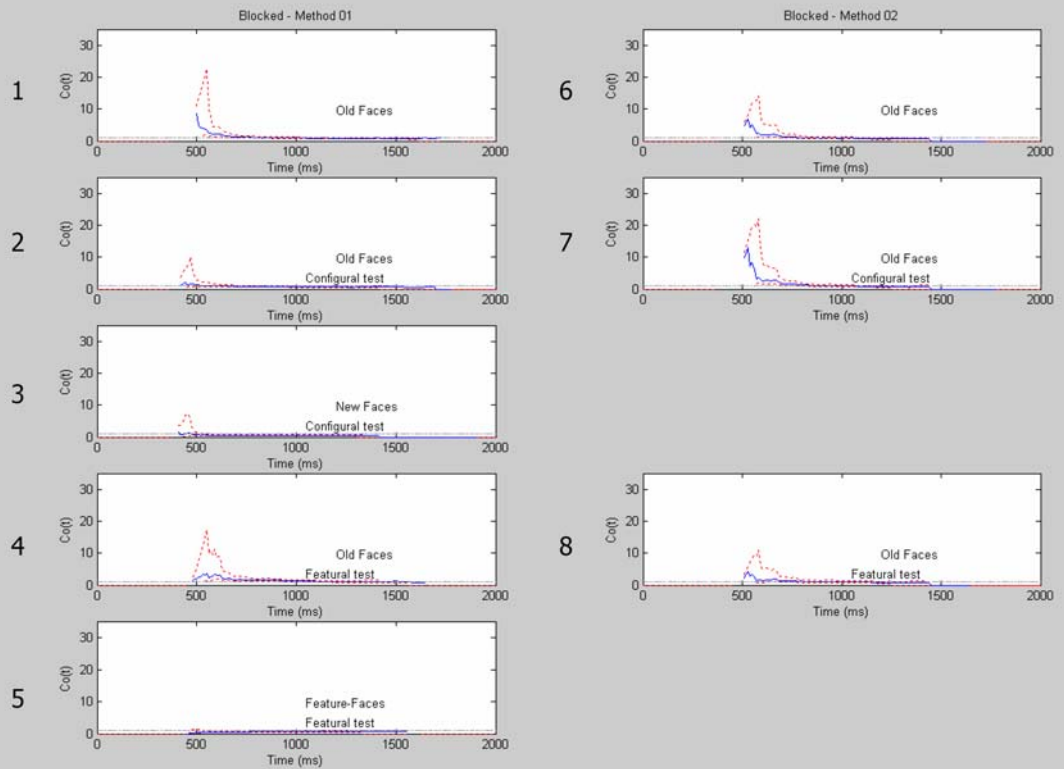 Blocked - Method 01
1
Co(t)
30
20
10
0
Old Faces
0 500 1000 1500 2000
Time (ms)
2
Co(t)
30
20
10
0
Old Faces
Configural test
0 500 1000 1500 2000
Time (ms)
3
Co(t)
30
20
10
0
New Faces
Configural test
0 500 1000 1500 2000
Time (ms)
4
Co(t)
30
20
10
0
Old Faces
Featural test
0 500 1000 1500 2000
Time (ms)
5
Co(t)
30
20
10
0
Feature-Faces
Featural test
0 500 1000 1500 2000
Time (ms)
Blocked - Method 02
6
Co(t)
30
20
10
0
Old Faces
0 500 1000 1500 2000
Time (ms)
7
Co(t)
30
20
10
0
Old Faces
Configural test
0 500 1000 1500 2000
Time (ms)
8
Co(t)
30
20
10
0
Old Faces
Featural test
0 500 1000 1500 2000
Time (ms)